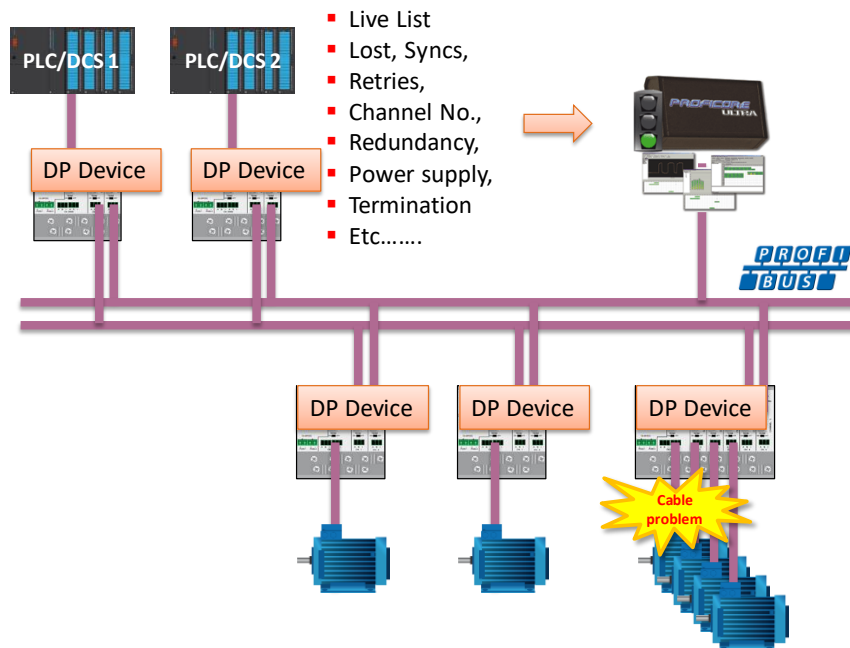 PLC/DCS 1
PLC/DCS 2
Live List
Lost, Syncs,
Retries,
Channel No.,
Redundancy,
Power supply,
Termination
Etc…….
PROFICORE
ULTRA
DP Device
DP Device
PROFI
BUS
DP Device
DP Device
DP Device
Cable
problem